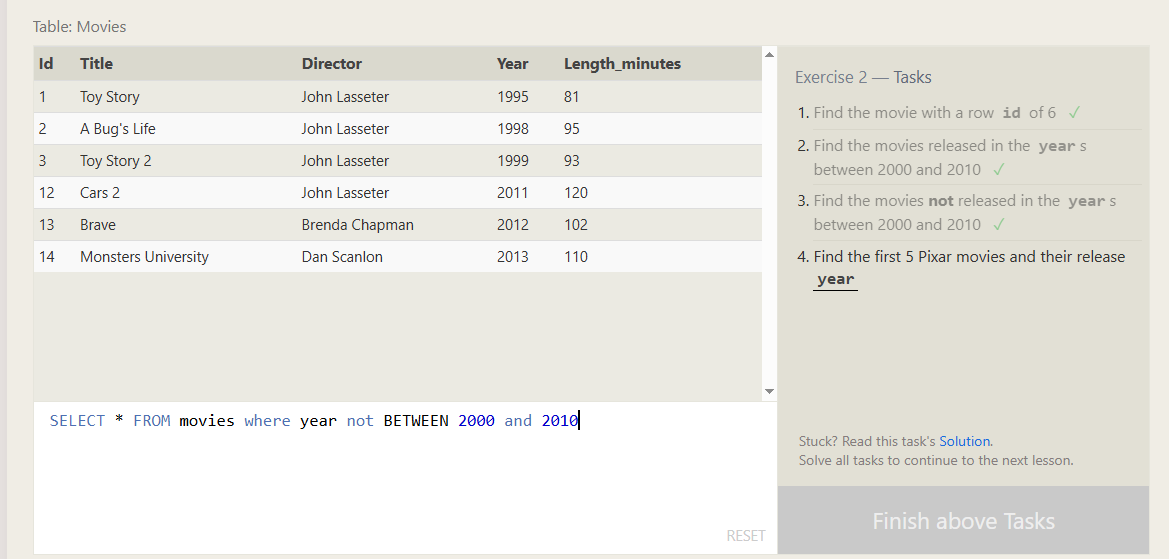 Table: Movies
Id Title Director Year Length_minutes
1 Toy Story John Lasseter 1995 81
2 A Bug's Life John Lasseter 1998 95
3 Toy Story 2 John Lasseter 1999 93
12 Cars 2 John Lasseter 2011 120
13 Brave Brenda Chapman 2012 102
14 Monsters University Dan Scanlon 2013 110
SELECT * FROM movies where year not BETWEEN 2000 and 2010
RESET
Exercise 2 — Tasks
1. Find the movie with a row id of 6 ✓
2. Find the movies released in the year s
between 2000 and 2010 ✓
3. Find the movies not released in the year s
between 2000 and 2010 ✓
4. Find the first 5 Pixar movies and their release
year
Stuck? Read this task's Solution.
Solve all tasks to continue to the next lesson.
Finish above Tasks